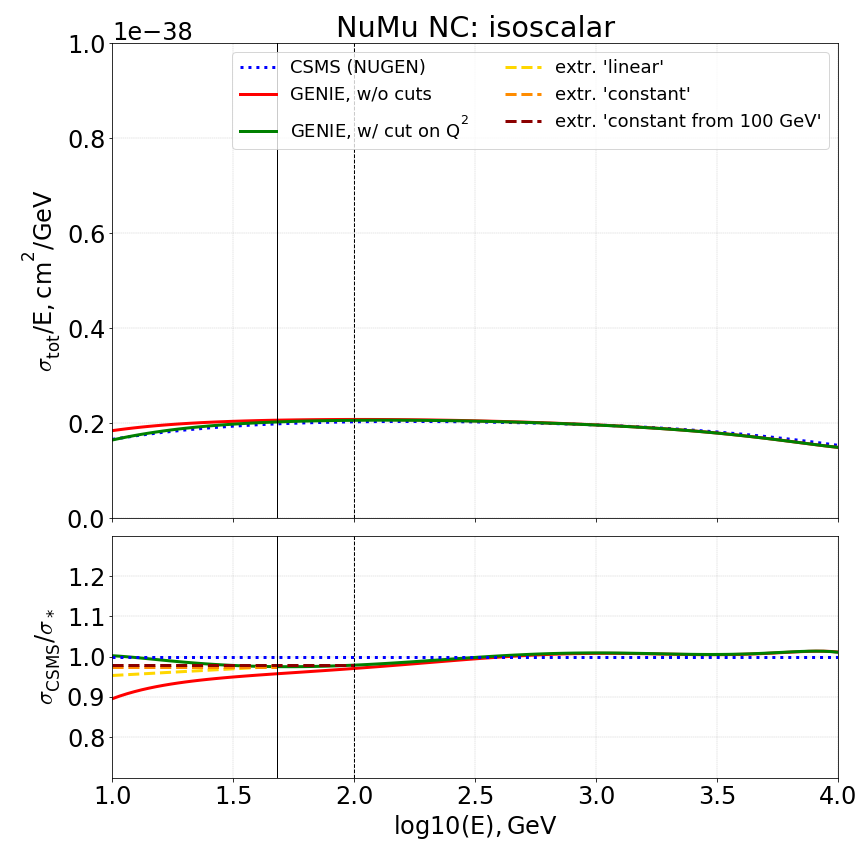 NuMu NC: isoscalar
1e−38
CSMS (NUGEN)
GENIE, w/o cuts
GENIE, w/ cut on Q²
extr. 'linear'
extr. 'constant'
extr. 'constant from 100 GeV'
σtot/E, cm²/GeV
1.0
0.8
0.6
0.4
0.2
0.0
σCSMS/σ*
1.2
1.1
1.0
0.9
0.8
1.0 1.5 2.0 2.5 3.0 3.5 4.0
log10(E), GeV